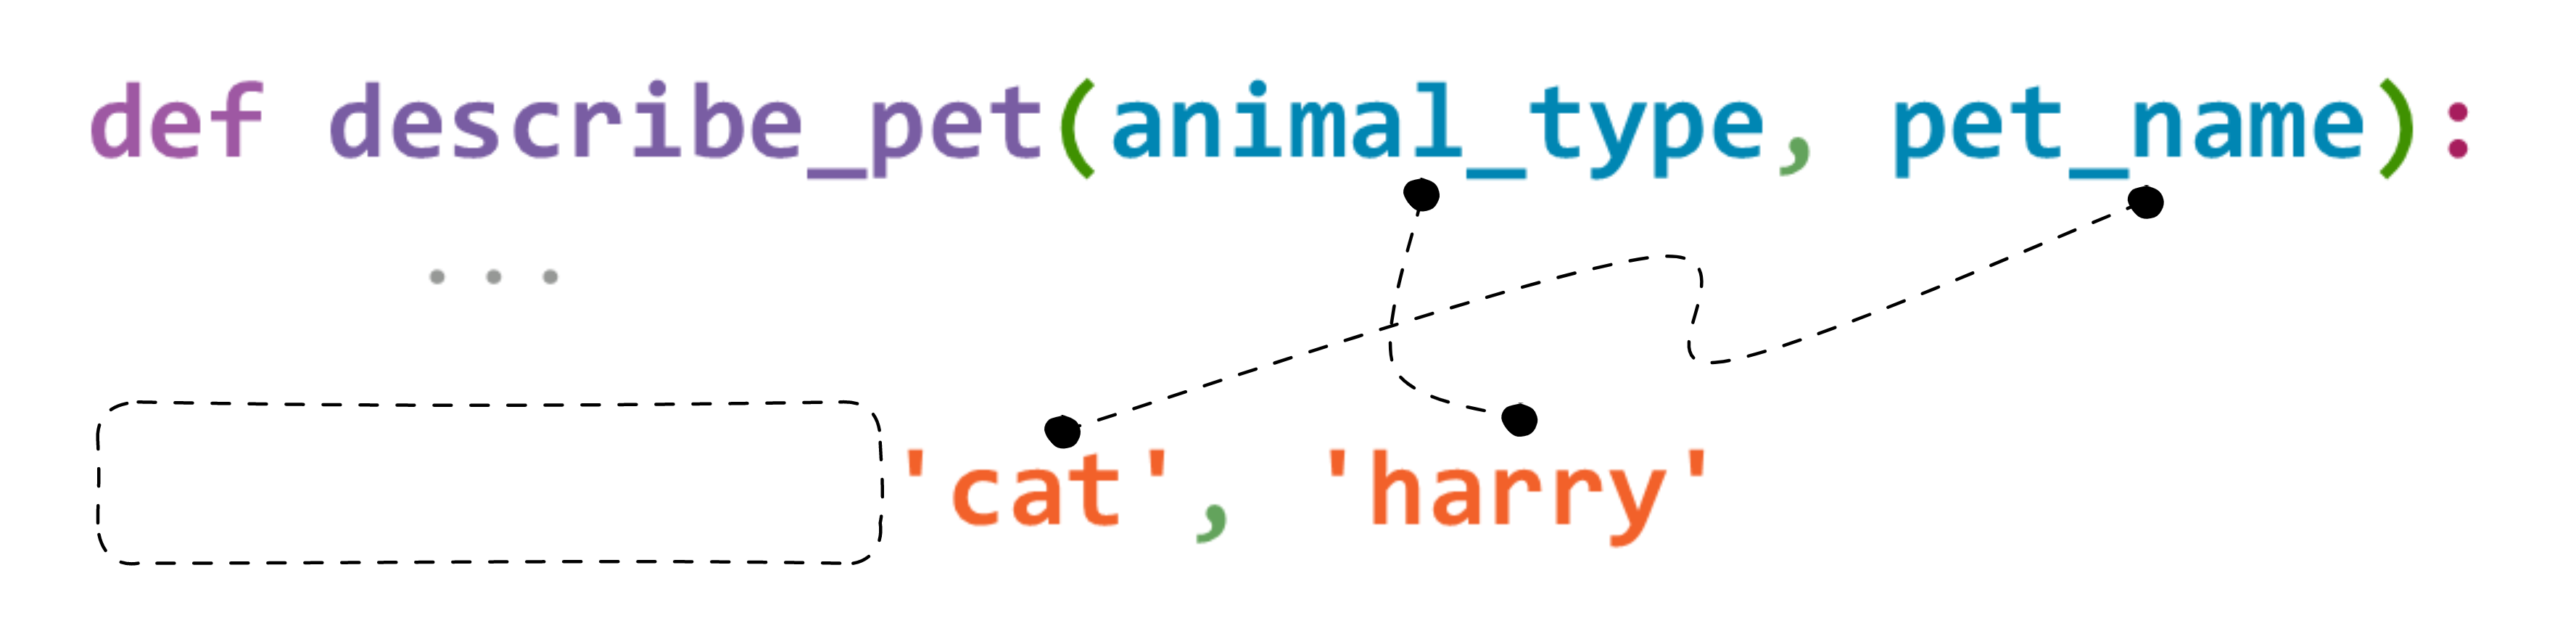 def describe_pet(animal_type, pet_name):
...
'cat', 'harry'